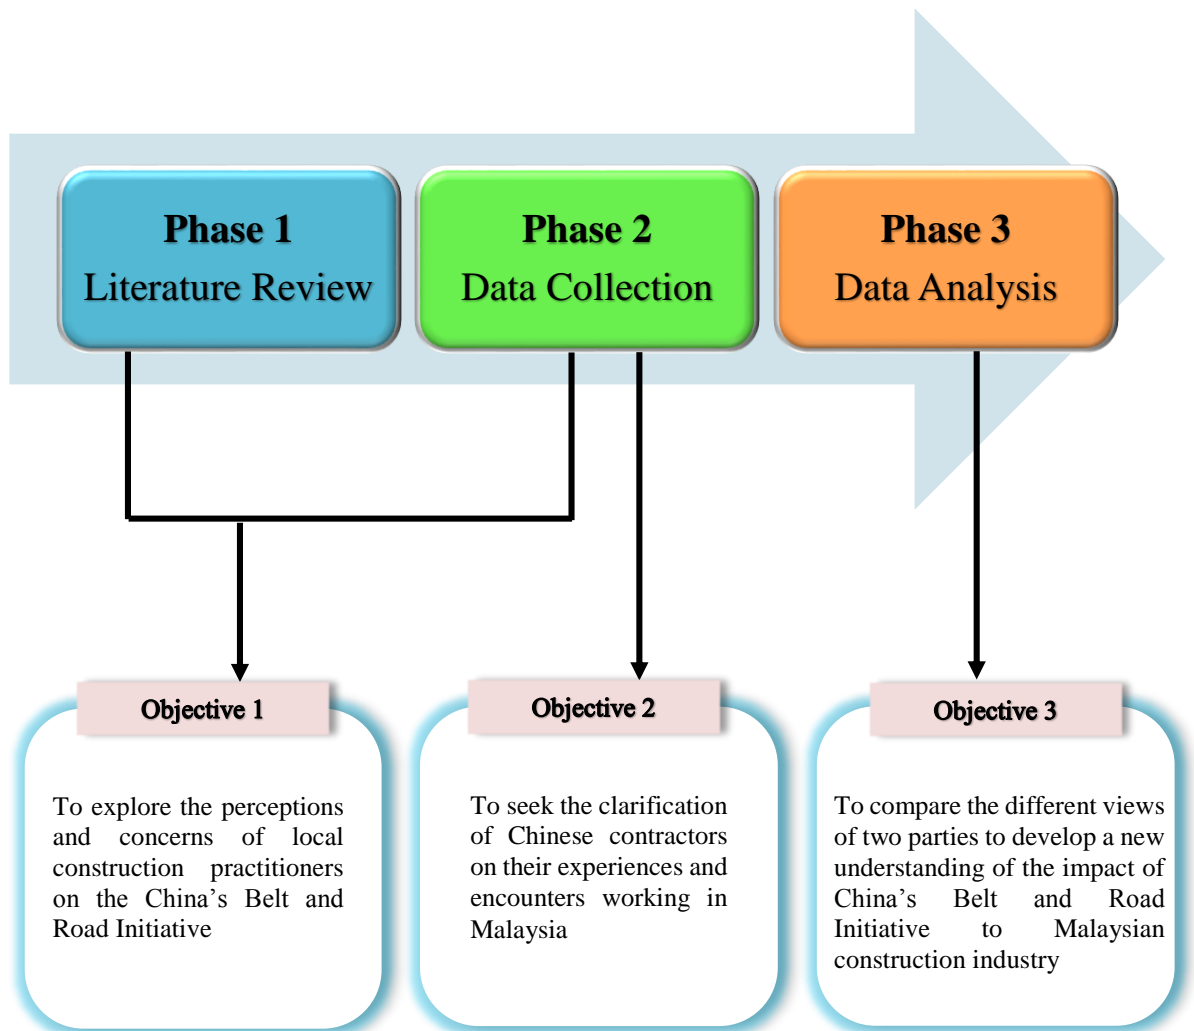 Phase 1
Literature Review
Phase 2
Data Collection
Phase 3
Data Analysis
Objective 1
To explore the perceptions
and concerns of local
construction practitioners
on the China’s Belt and
Road Initiative
Objective 2
To seek the clarification
of Chinese contractors
on their experiences and
encounters working in
Malaysia
Objective 3
To compare the different views
of two parties to develop a new
understanding of the impact of
China’s Belt and Road
Initiative to Malaysian
construction industry